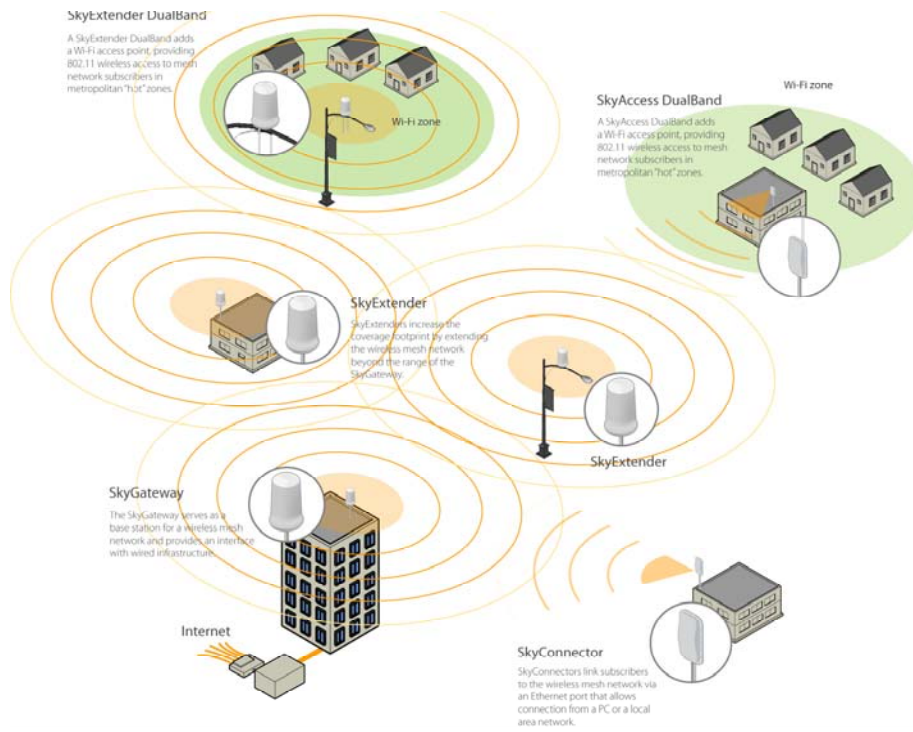 SkyExtender DualBand
A SkyExtender DualBand adds
a Wi-Fi access point, providing
802.11 wireless access to mesh
network subscribers in
metropolitan "hot" zones.
Wi-Fi zone
Wi-Fi zone
SkyAccess DualBand
A SkyAccess DualBand adds
a Wi-Fi access point, providing
802.11 wireless access to mesh
network subscribers in
metropolitan "hot" zones.
SkyExtender
SkyExtenders increase the
coverage footprint by extending
the wireless mesh network
beyond the range of the
SkyGateway.
SkyExtender
SkyGateway
The SkyGateway serves as a
base station for a wireless mesh
network and provides an interface
with wired infrastructure.
Internet
SkyConnector
SkyConnectors link subscribers
to the wireless mesh network via
an Ethernet port that allows
connection from a PC or a local
area network.